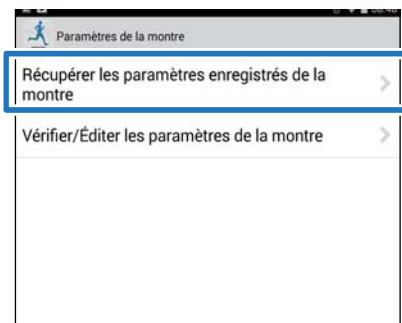 Paramètres de la montre
Récupérer les paramètres enregistrés de la
montre
Vérifier/Éditer les paramètres de la montre